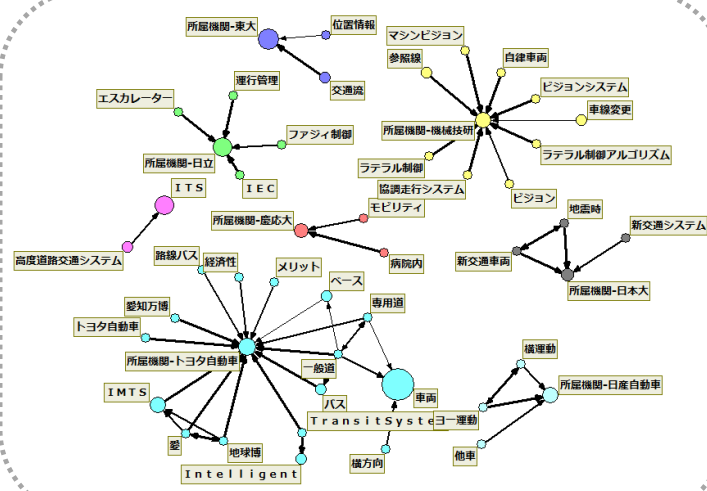 所屈機関-東大
位置情報
交通流
運行管理
エスカレーター
ファジィ制御
所屈機関-日立
IEC
マシンビジョン
参照線
自律車両
ビジョンシステム
車線変更
所屈機関-機械技研
ラテラル制御アルゴリズム
ラテラル制御
協調走行システム
ビジョン
ITS
高度道路交通システム
モビリティ
所屈機関-慶応大
病院内
地震時
新交通システム
新交通車両
所屈機関-日本大
路線バス
経済性
メリット
ベース
専用道
愛知万博
トヨタ自動車
所屈機関-トヨタ自動車
一般道
IMTS
バス
車両
TransitSyste
愛
地球博
Intelligent
横方向
横運動
所屈機関-日産自動車
ヨー運動
他車